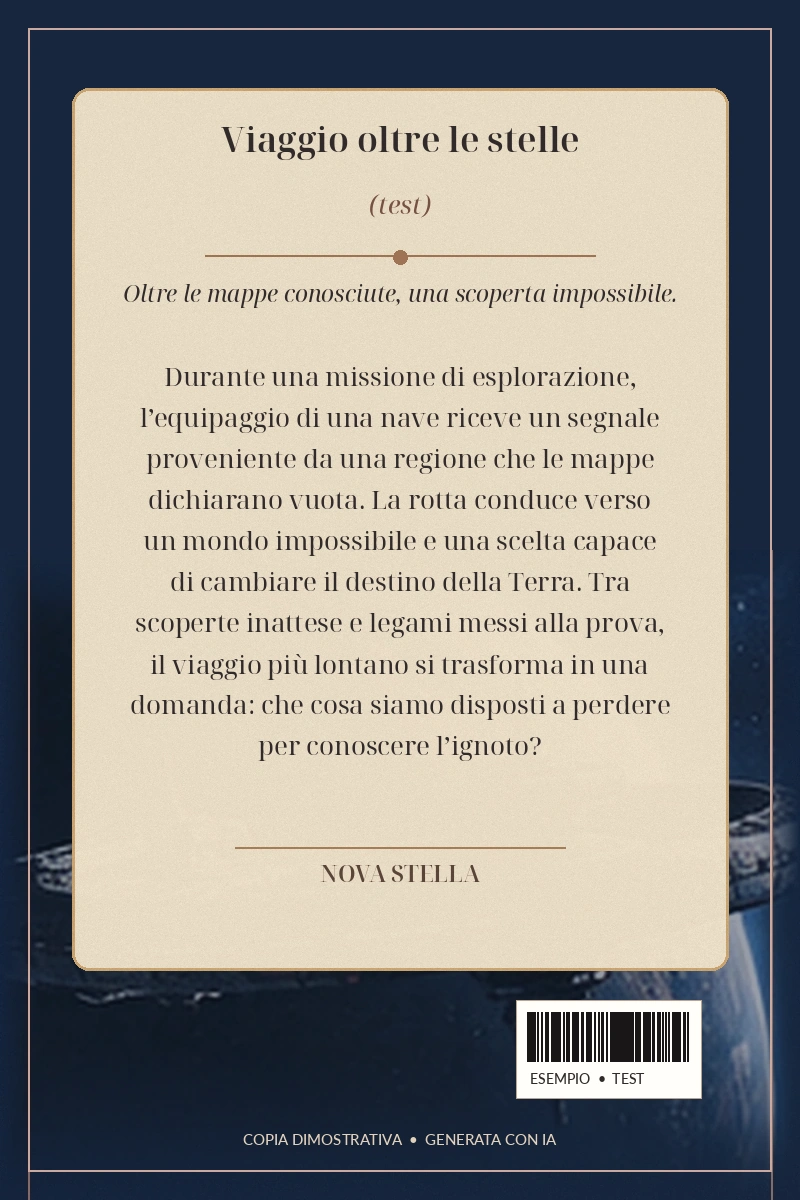 Viaggio oltre le stelle
(test)
Oltre le mappe conosciute, una scoperta impossibile.
Durante una missione di esplorazione,
l’equipaggio di una nave riceve un segnale
proveniente da una regione che le mappe
dichiarano vuota. La rotta conduce verso
un mondo impossibile e una scelta capace
di cambiare il destino della Terra. Tra
scoperte inattese e legami messi alla prova,
il viaggio più lontano si trasforma in una
domanda: che cosa siamo disposti a perdere
per conoscere l’ignoto?
NOVA STELLA
ESEMPIO • TEST
COPIA DIMOSTRATIVA • GENERATA CON IA